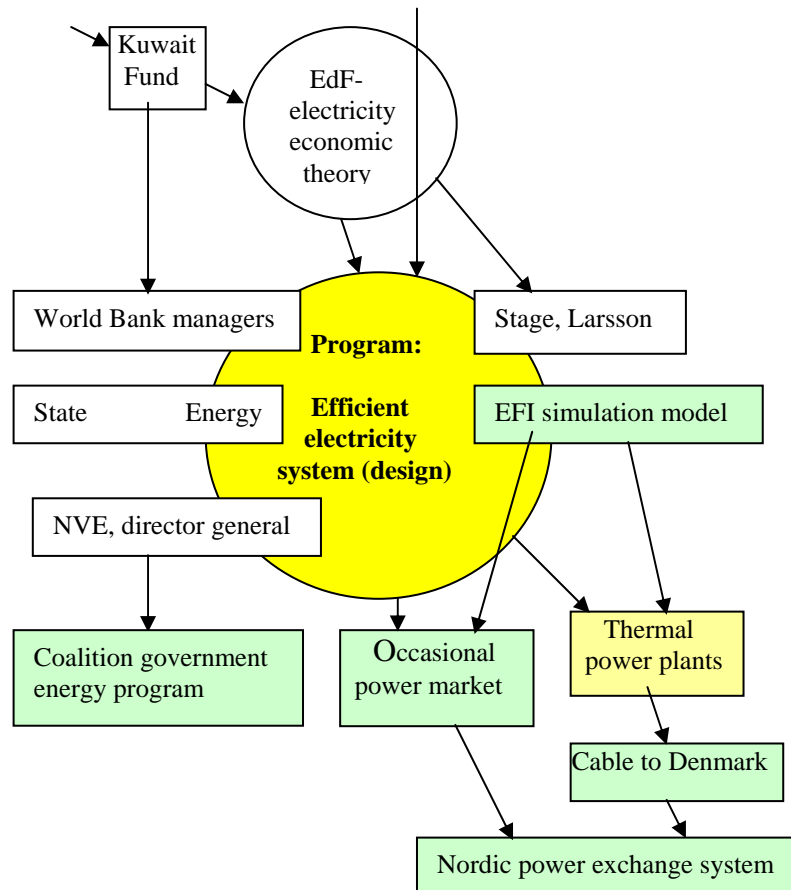 Kuwait
Fund
EdF-
electricity
economic
theory
World Bank managers
Stage, Larsson
Program:
Efficient
electricity
system (design)
State Energy
EFI simulation model
NVE, director general
Coalition government
energy program
Occasional
power market
Thermal
power plants
Cable to Denmark
Nordic power exchange system